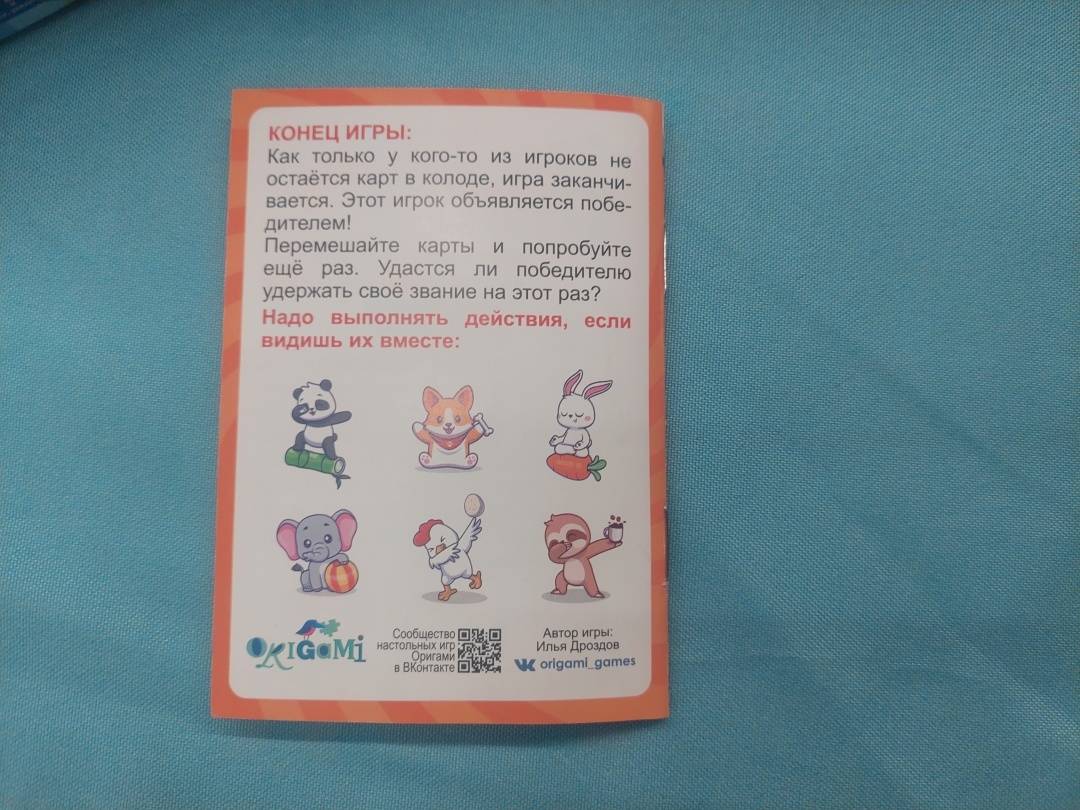 КОНЕЦ ИГРЫ:
Как только у кого-то из игроков не
остаётся карт в колоде, игра заканчи-
вается. Этот игрок объявляется побе-
дителем!
Перемешайте карты и попробуйте
ещё раз. Удастся ли победителю
удержать своё звание на этот раз?
Надо выполнять действия, если
видишь их вместе:
ORIGAMi
Сообщество
настольных игр
Оригами
в ВКонтакте
Автор игры:
Илья Дроздов
origami_games